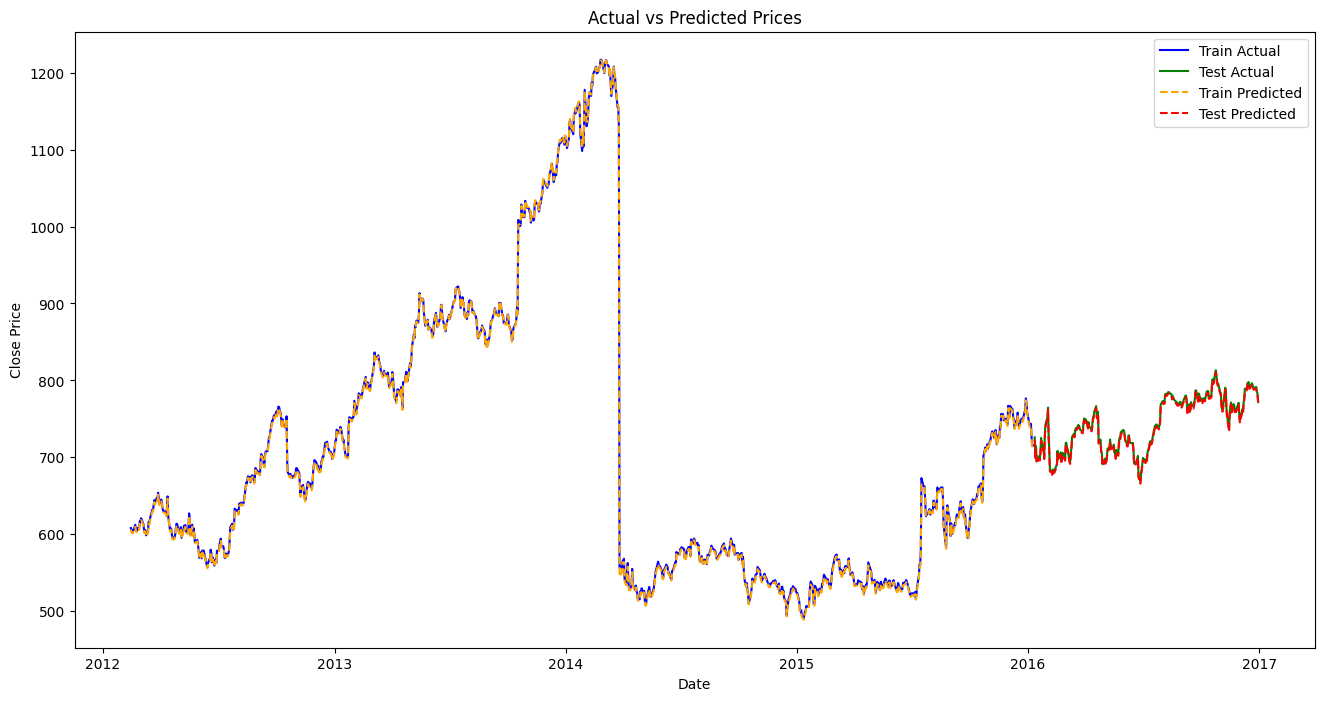 Actual vs Predicted Prices
Train Actual
Test Actual
Train Predicted
Test Predicted
1200
1100
1000
900
800
700
600
500
Close Price
2012 2013 2014 2015 2016 2017
Date